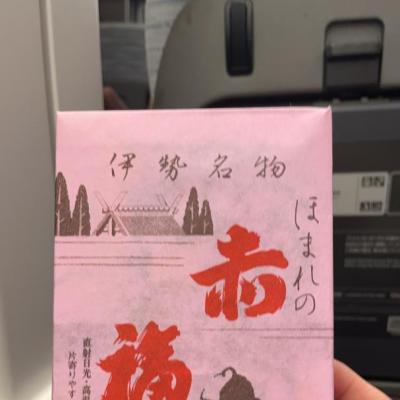 伊勢名物
ほまれの
赤
福
直射日光・高
片寄りやす